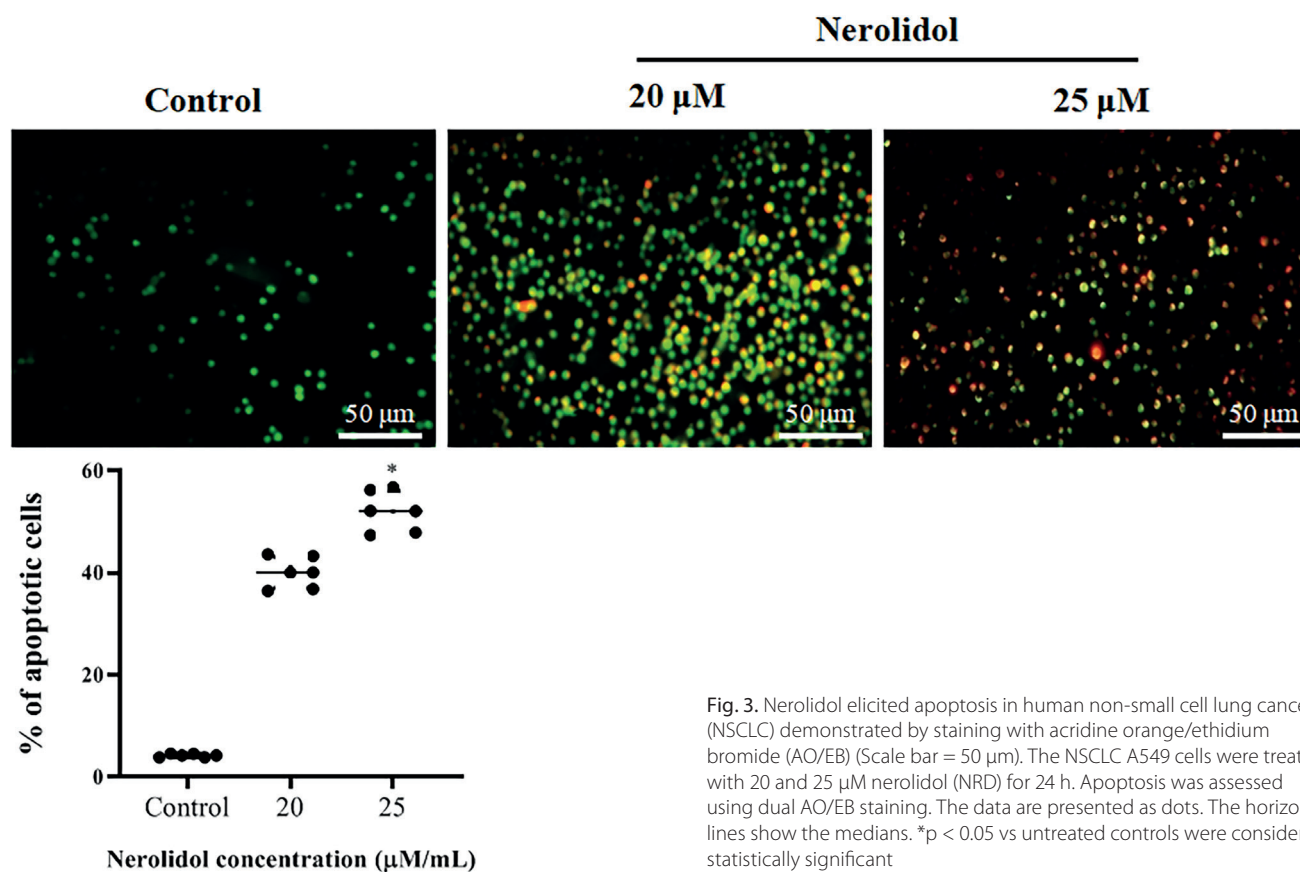 Nerolidol
Control
20 µM
25 µM
50 µm
50 µm
50 µm
% of apoptotic cells
60
40
20
0
*
Control
20
25
Nerolidol concentration (µM/mL)
Fig. 3. Nerolidol elicited apoptosis in human non-small cell lung cance
(NSCLC) demonstrated by staining with acridine orange/ethidium
bromide (AO/EB) (Scale bar = 50 µm). The NSCLC A549 cells were treat
with 20 and 25 µM nerolidol (NRD) for 24 h. Apoptosis was assessed
using dual AO/EB staining. The data are presented as dots. The horizo
lines show the medians. *p < 0.05 vs untreated controls were consider
statistically significant